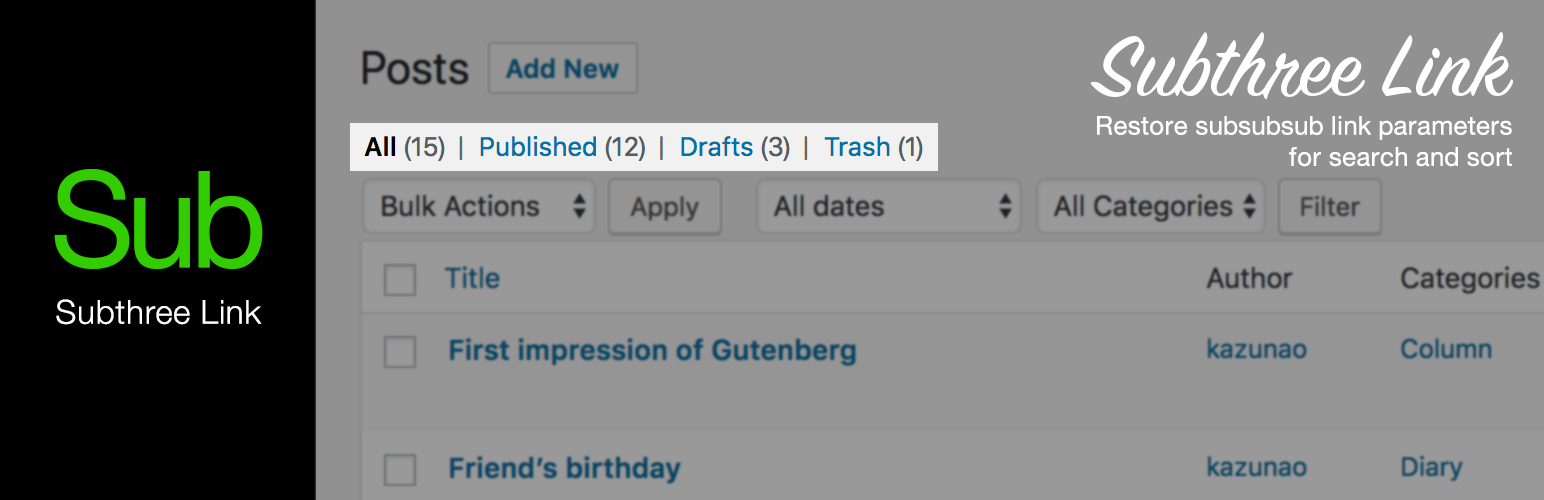 Sub
Subthree Link
Posts Add New
All (15) | Published (12) | Drafts (3) | Trash (1)
Bulk Actions Apply All dates All Categories Filter
Title Author Categories
First impression of Gutenberg kazunao Column
Friend’s birthday kazunao Diary
Subthree Link
Restore subsubsub link parameters
for search and sort